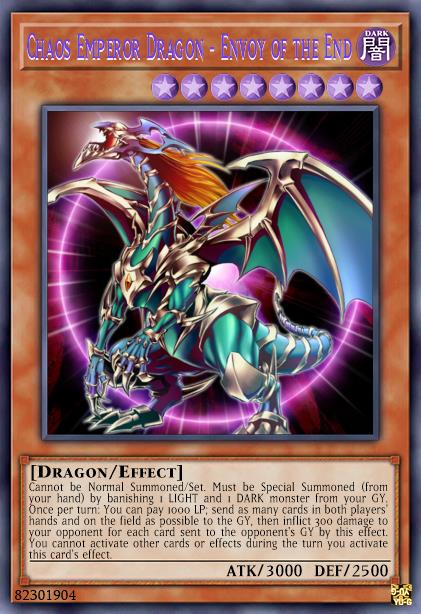 Chaos Emperor Dragon - Envoy of the End
DARK
闇
[Dragon/Effect]
Cannot be Normal Summoned/Set. Must be Special Summoned (from
your hand) by banishing 1 LIGHT and 1 DARK monster from your GY.
Once per turn: You can pay 1000 LP; send as many cards in both players'
hands and on the field as possible to the GY, then inflict 300 damage to
your opponent for each card sent to the opponent's GY by this effect.
You cannot activate other cards or effects during the turn you activate
this card's effect.
ATK/3000 DEF/2500
82301904